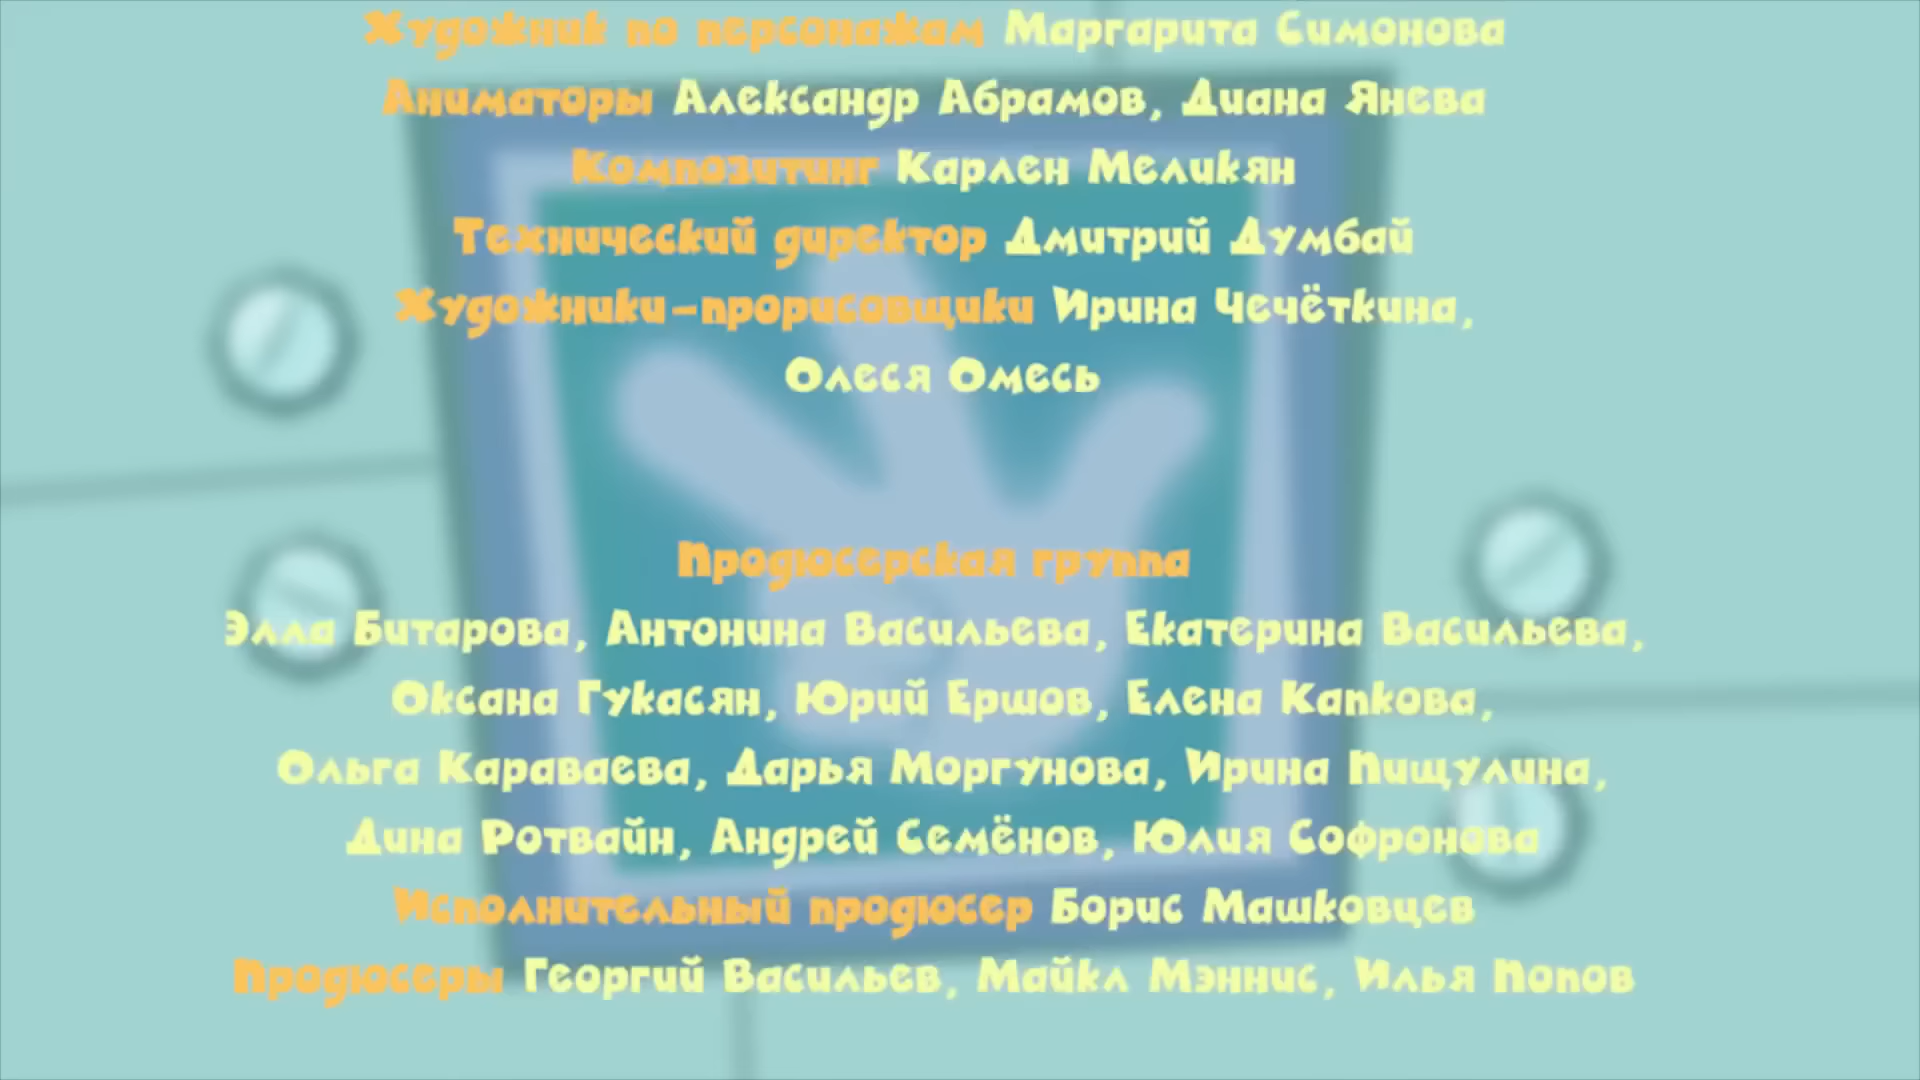 Художник по персонажам Маргарита Симонова
Аниматоры Александр Абрамов, Диана Янева
Композитинг Карлен Меликян
Технический директор Дмитрий Думбай
Художники-прорисовщики Ирина Чечёткина,
Олеся Омесь
Продюсерская группа
Элла Битарова, Антонина Васильева, Екатерина Васильева,
Оксана Гукасян, Юрий Ершов, Елена Капкова,
Ольга Караваева, Дарья Моргунова, Ирина Пищулина,
Дина Ротвайн, Андрей Семёнов, Юлия Софронова
Исполнительный продюсер Борис Машковцев
Продюсеры Георгий Васильев, Майкл Мэннис, Илья Попов